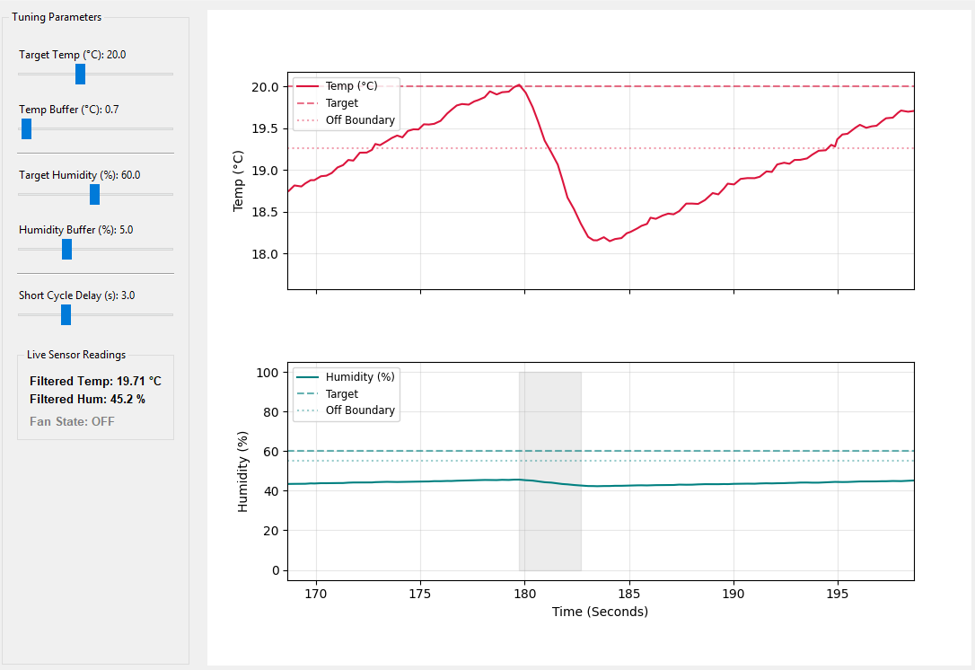 Tuning Parameters
Target Temp (°C): 20.0
Temp Buffer (°C): 0.7
Target Humidity (%): 60.0
Humidity Buffer (%): 5.0
Short Cycle Delay (s): 3.0
Live Sensor Readings
Filtered Temp: 19.71 °C
Filtered Hum: 45.2 %
Fan State: OFF
Temp (°C)
20.0
19.5
19.0
18.5
18.0
Temp (°C)
Target
Off Boundary
Humidity (%)
100
80
60
40
20
0
Humidity (%)
Target
Off Boundary
170 175 180 185 190 195
Time (Seconds)